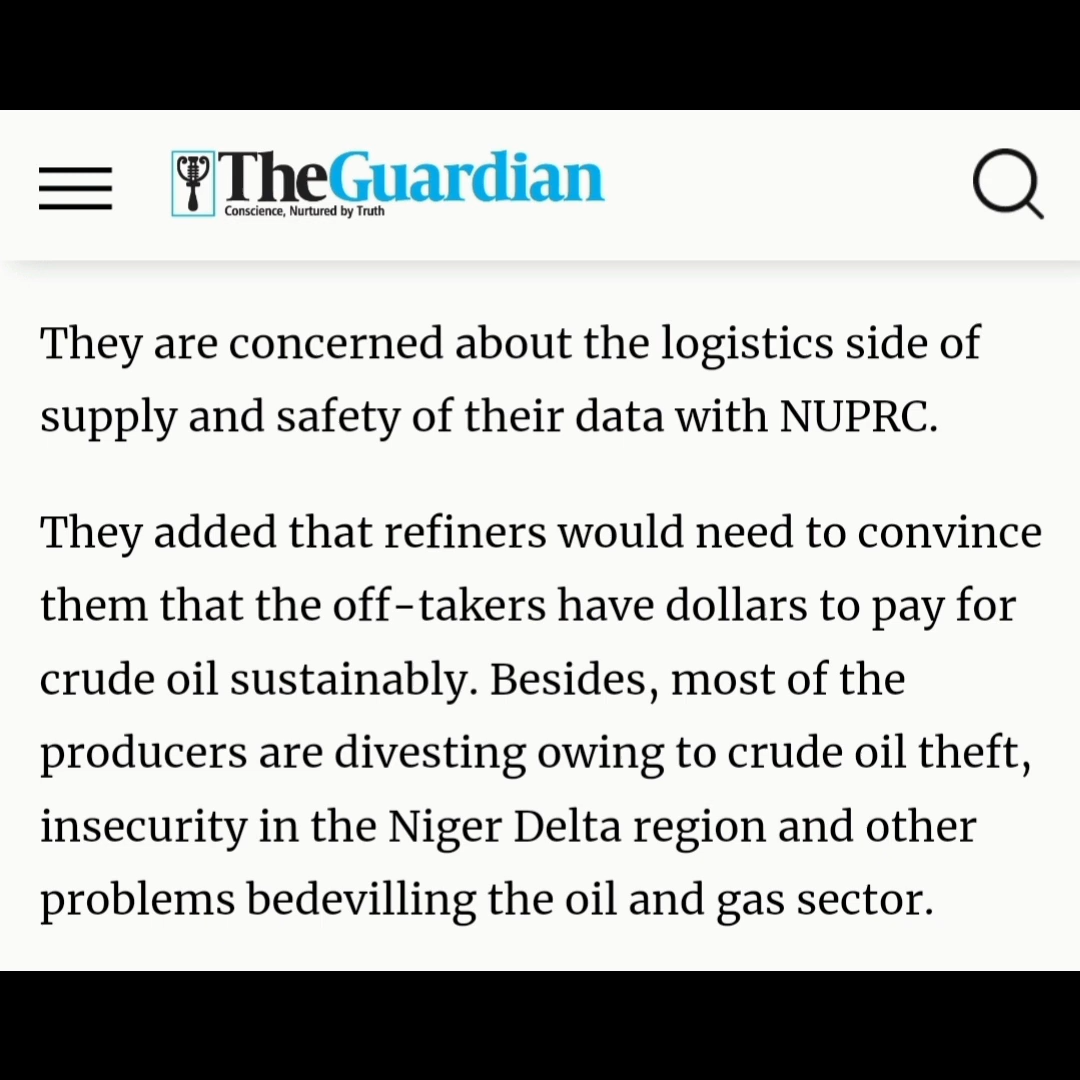 TheGuardian
Conscience, Nurtured by Truth
They are concerned about the logistics side of
supply and safety of their data with NUPRC.
They added that refiners would need to convince
them that the off-takers have dollars to pay for
crude oil sustainably. Besides, most of the
producers are divesting owing to crude oil theft,
insecurity in the Niger Delta region and other
problems bedevilling the oil and gas sector.